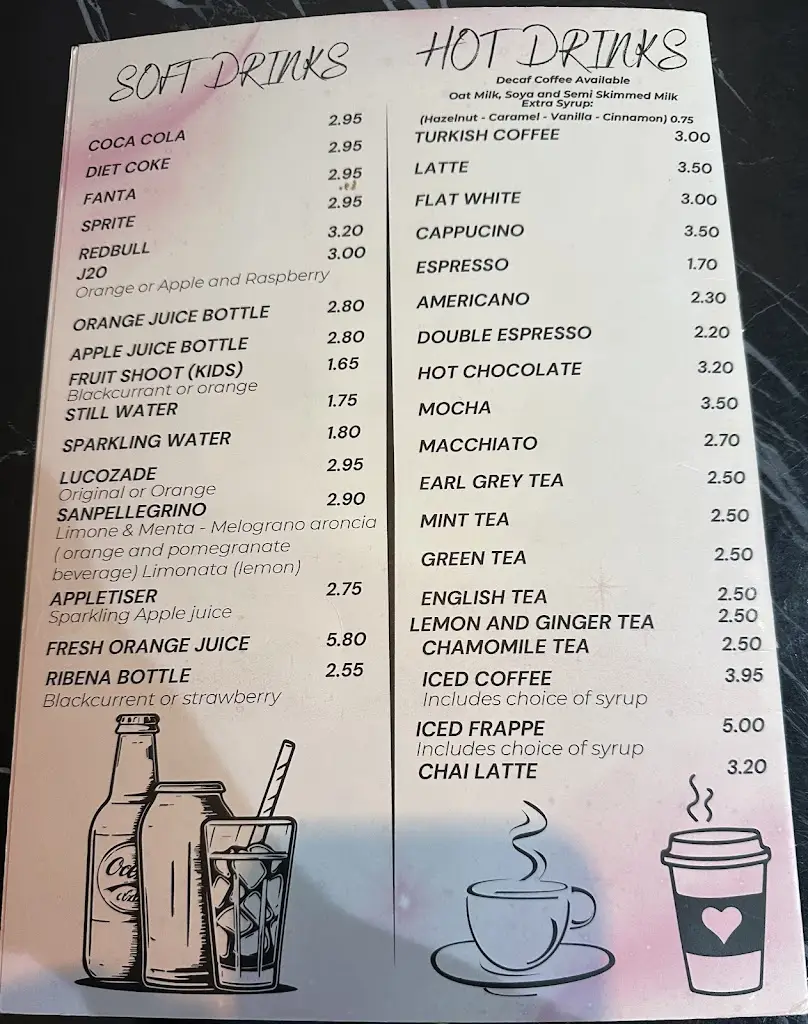 SOFT DRINKS
COCA COLA 2.95
DIET COKE 2.95
FANTA 2.95
SPRITE 2.95
REDBULL 3.20
J20 3.00
Orange or Apple and Raspberry
ORANGE JUICE BOTTLE 2.80
APPLE JUICE BOTTLE 2.80
FRUIT SHOOT (KIDS) 1.65
Blackcurrant or orange
STILL WATER 1.75
SPARKLING WATER 1.80
LUCOZADE 2.95
Original or Orange
SANPELLEGRINO 2.90
Limone & Menta - Melograno aroncia
( orange and pomegranate
beverage) Limonata (lemon)
APPLETISER 2.75
Sparkling Apple juice
FRESH ORANGE JUICE 5.80
RIBENA BOTTLE 2.55
Blackcurrent or strawberry
HOT DRINKS
Decaf Coffee Available
Oat Milk, Soya and Semi Skimmed Milk
Extra Syrup:
(Hazelnut - Caramel - Vanilla - Cinnamon) 0.75
TURKISH COFFEE 3.00
LATTE 3.50
FLAT WHITE 3.00
CAPPUCINO 3.50
ESPRESSO 1.70
AMERICANO 2.30
DOUBLE ESPRESSO 2.20
HOT CHOCOLATE 3.20
MOCHA 3.50
MACCHIATO 2.70
EARL GREY TEA 2.50
MINT TEA 2.50
GREEN TEA 2.50
ENGLISH TEA 2.50
LEMON AND GINGER TEA 2.50
CHAMOMILE TEA 2.50
ICED COFFEE 3.95
Includes choice of syrup
ICED FRAPPE 5.00
Includes choice of syrup
CHAI LATTE 3.20